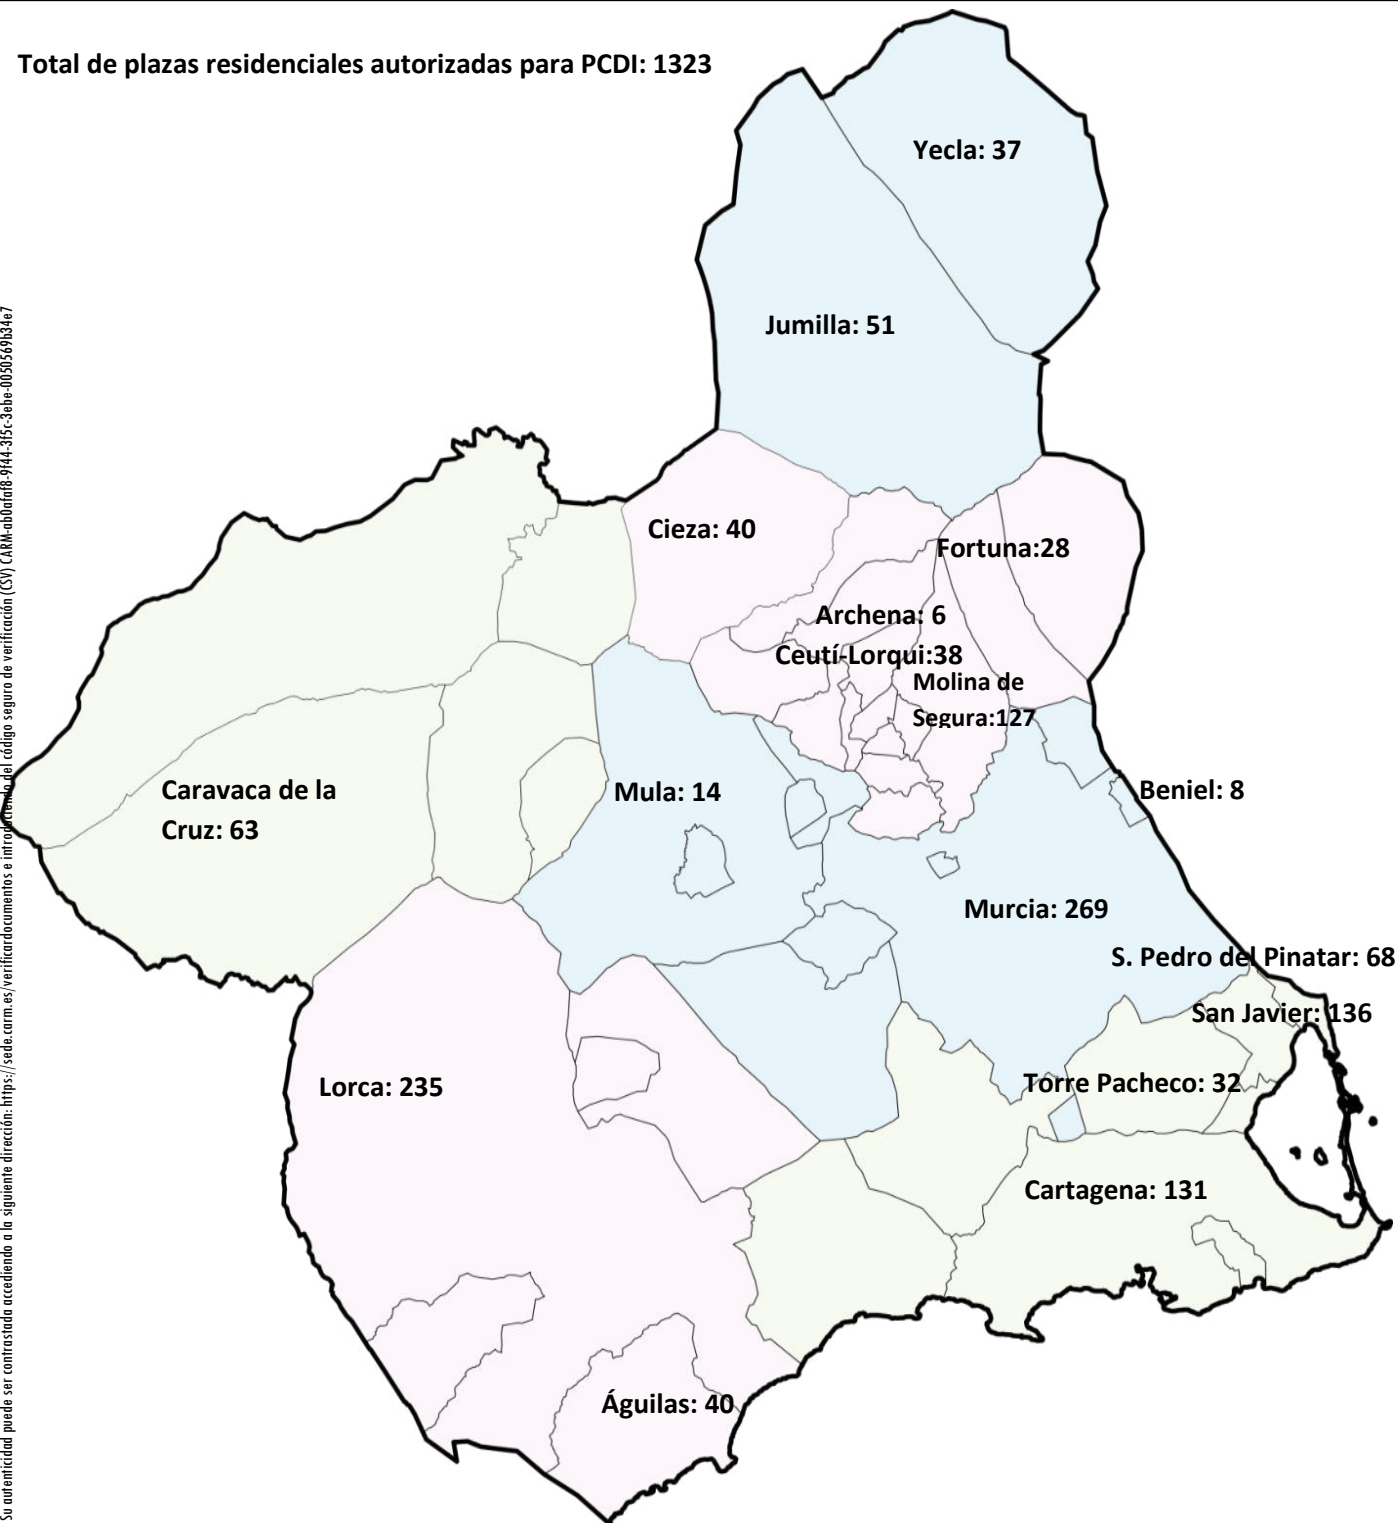 Total de plazas residenciales autorizadas para PCDI: 1323
Yecla: 37
Jumilla: 51
Cieza: 40
Fortuna:28
Archena: 6
Ceutí-Lorqui:38
Molina de
Segura:127
Caravaca de la
Cruz: 63
Mula: 14
Beniel: 8
Murcia: 269
S. Pedro del Pinatar: 68
San Javier: 136
Lorca: 235
Torre Pacheco: 32
Cartagena: 131
Águilas: 40
Su autenticidad puede ser contrastada accediendo a la siguiente dirección: https://sede.carm.es/verificardocumentos e introduciendo del código seguro de verificación (CSV) CARM-ab0afaf8-9f44-3f5c-3ebe-0050569b34e7